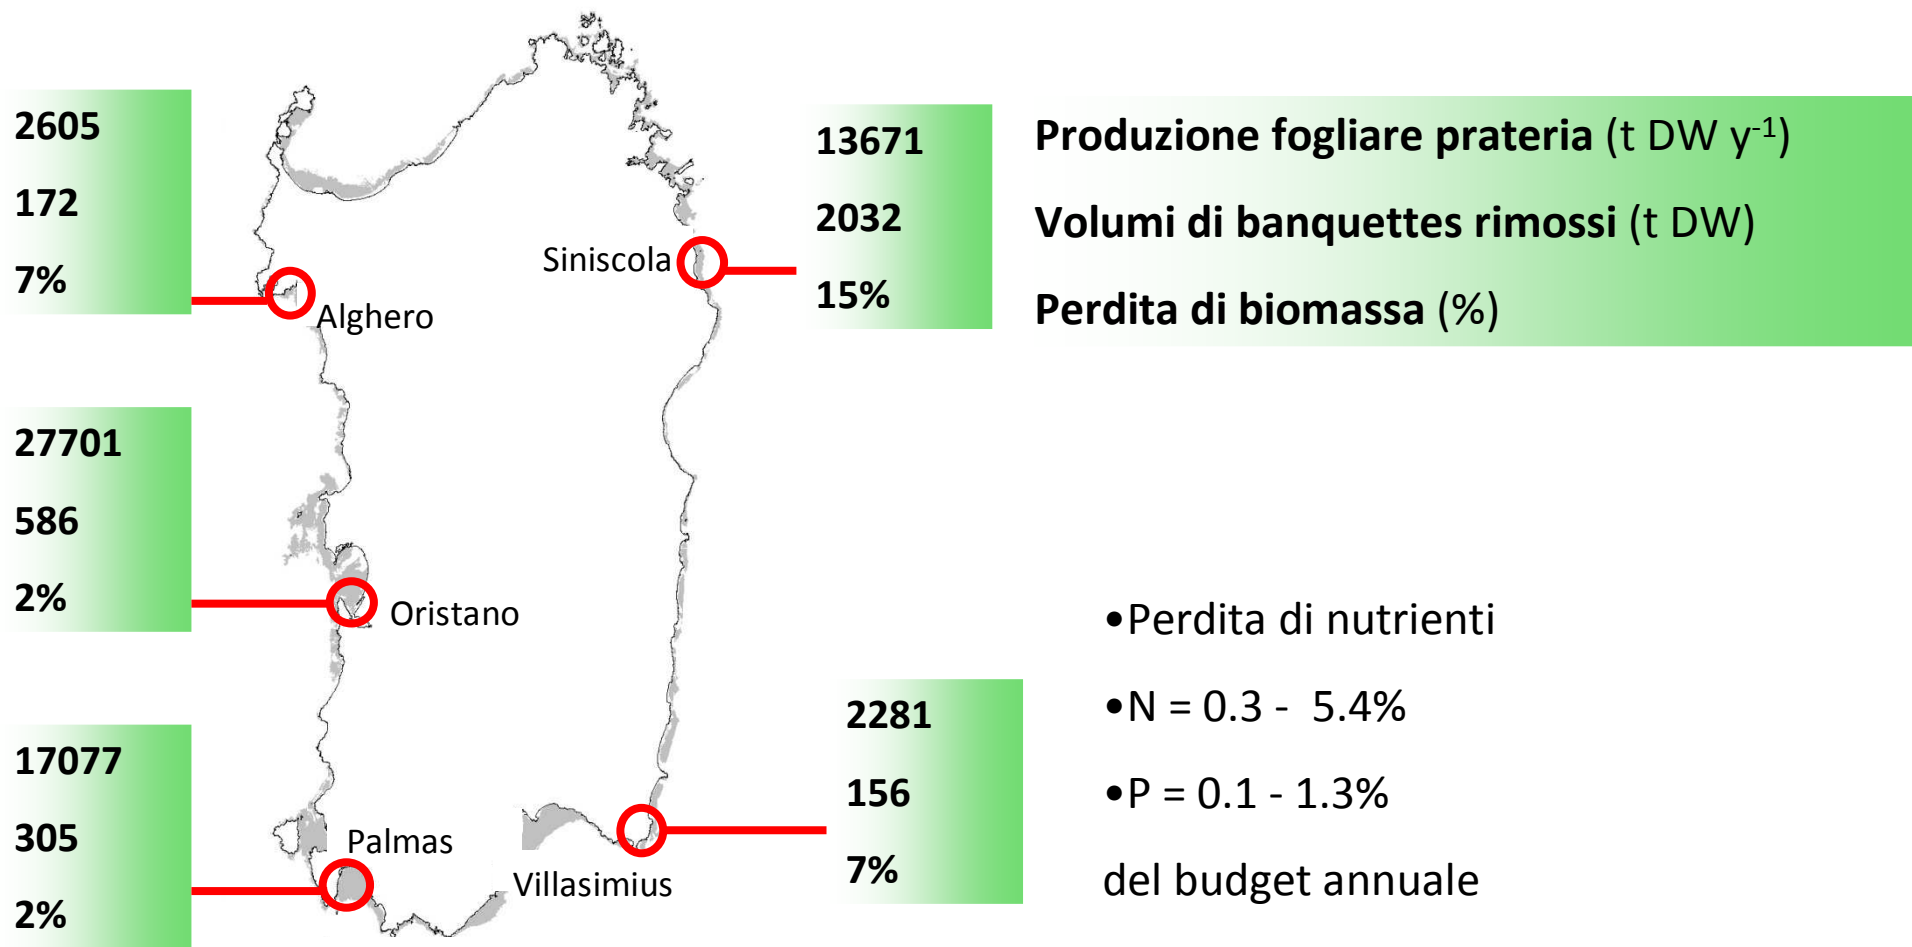 2605
172
7%
Alghero
27701
586
2%
Oristano
17077
305
2%
Palmas
Siniscola
13671
2032
15%
Produzione fogliare prateria (t DW y-1)
Volumi di banquettes rimossi (t DW)
Perdita di biomassa (%)
Villasimius
2281
156
7%
•Perdita di nutrienti
•N = 0.3 - 5.4%
•P = 0.1 - 1.3%
del budget annuale